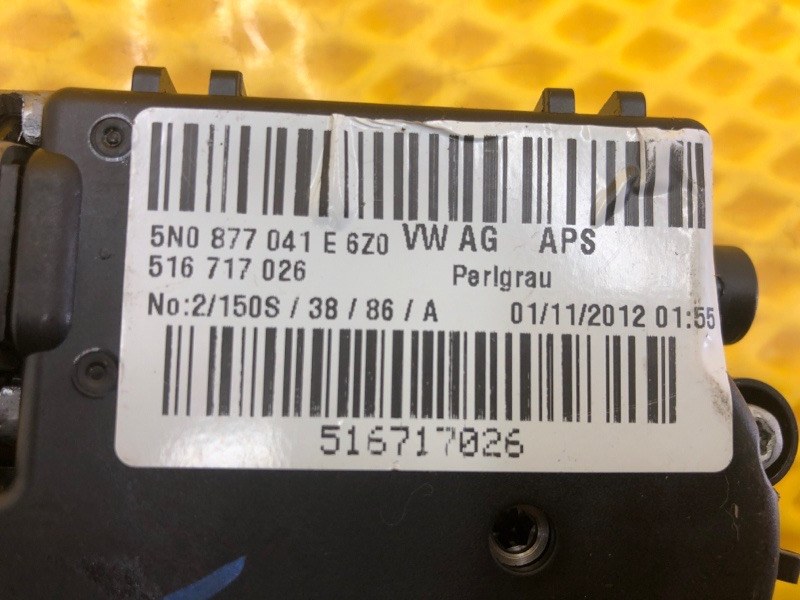 5N0 877 041 E 6Z0 VW AG APS
516 717 026 Perlgrau
No:2/150S / 38 / 86 / A 01/11/2012 01:55
516717026